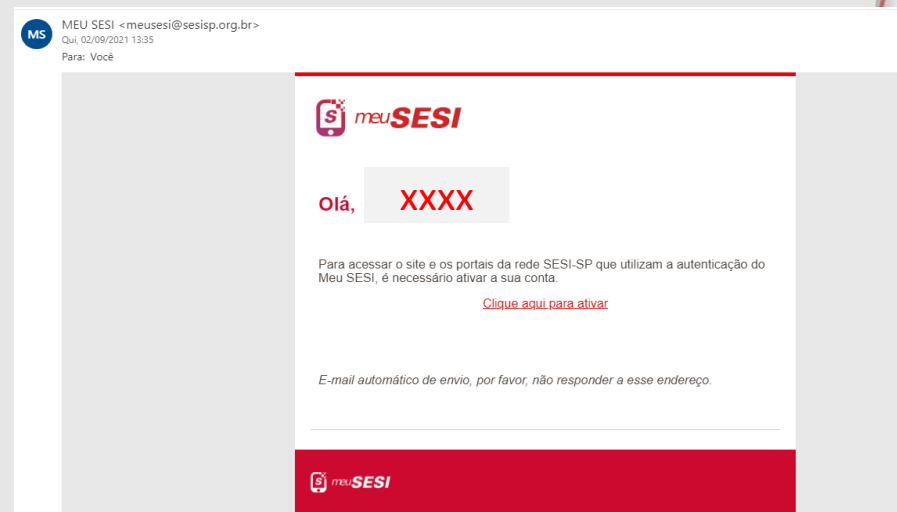 MS
MEU SESI <meusesi@sesisp.org.br>
Qui, 02/09/2021 13:35
Para: Você
S meuSESI
Olá, XXXX
Para acessar o site e os portais da rede SESI-SP que utilizam a autenticação do
Meu SESI, é necessário ativar a sua conta.
Clique aqui para ativar
E-mail automático de envio, por favor, não responder a esse endereço.
S meuSESI